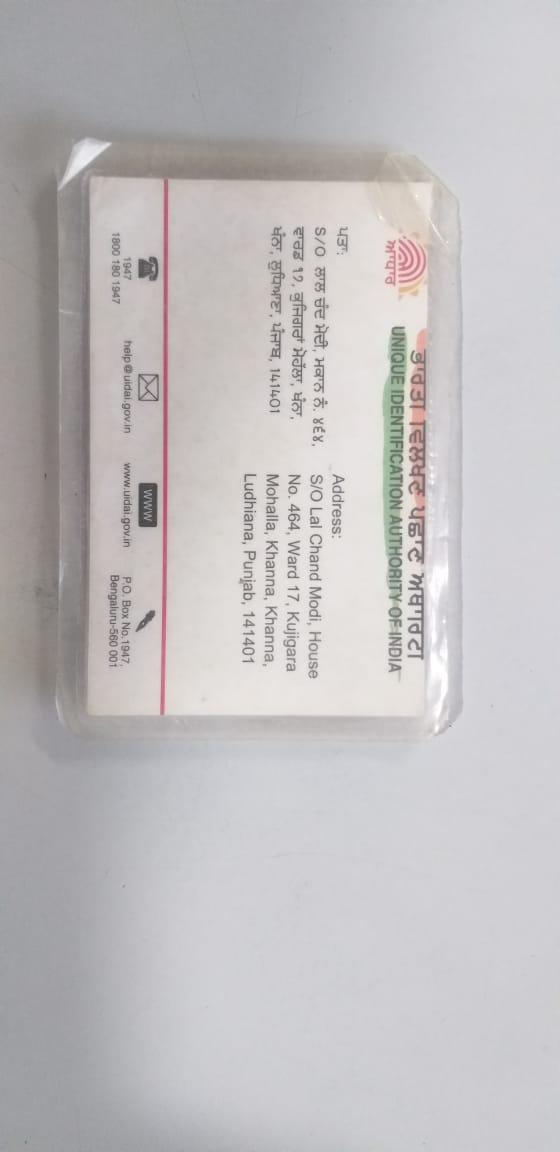 ਭਾਰਤੀ ਵਿਲੱਖਣ ਪਛਾਣ ਅਥਾਰਟੀ
UNIQUE IDENTIFICATION AUTHORITY OF INDIA
ਆਧਾਰ
ਪਤਾ:
S/O ਲਾਲ ਚੰਦ ਮੋਦੀ, ਮਕਾਨ ਨੰ. ੪੬੪,
ਵਾਰਡ ੧੭, ਕੁਜਿਗਰਾਂ ਮੋਹੱਲਾ, ਖੰਨਾ,
ਖੰਨਾ, ਲੁਧਿਆਣਾ, ਪੰਜਾਬ, 141401
Address:
S/O Lal Chand Modi, House
No. 464, Ward 17, Kujigara
Mohalla, Khanna, Khanna,
Ludhiana, Punjab, 141401
1947
1800 180 1947
help@uidai.gov.in
WWW
www.uidai.gov.in
P.O. Box No.1947,
Bengaluru-560 001